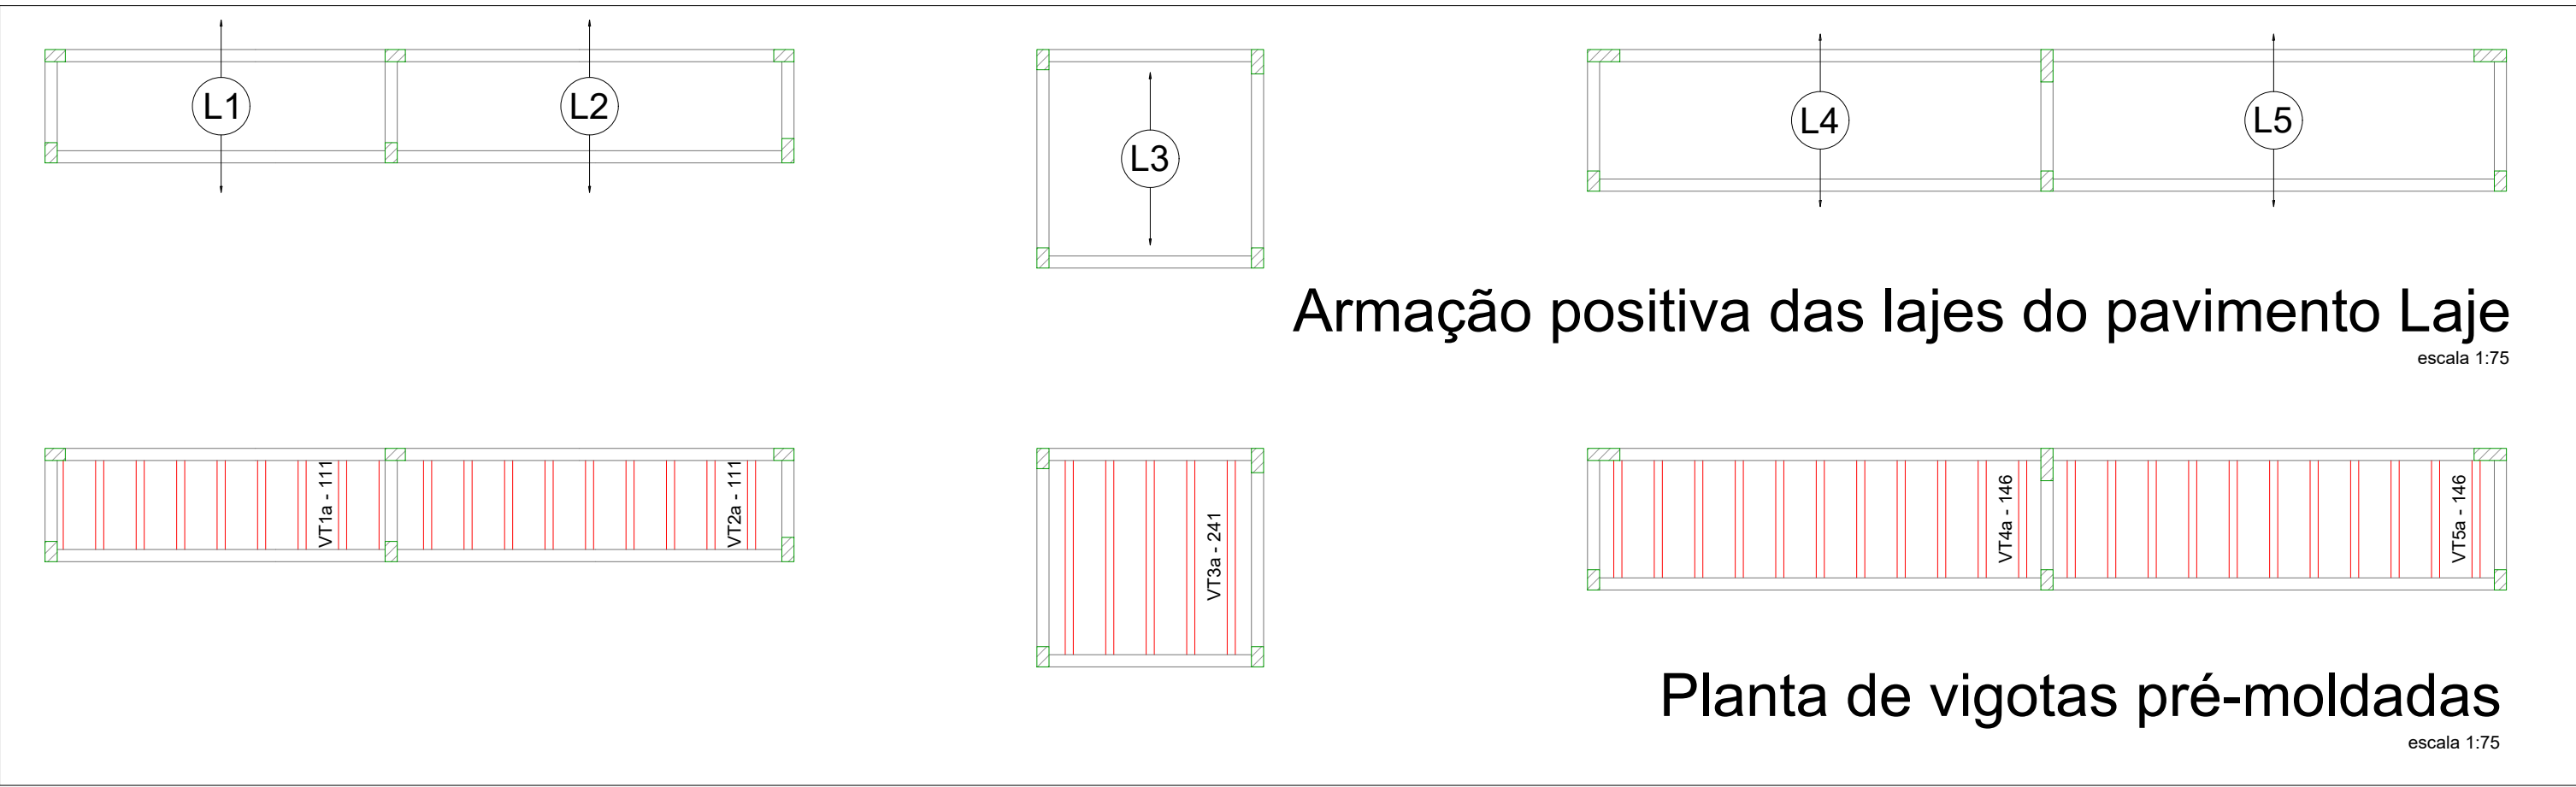 L1
L2
L3
L4
L5
Armação positiva das lajes do pavimento Laje
escala 1:75
VT1a - 111
VT2a - 111
VT3a - 241
VT4a - 146
VT5a - 146
Planta de vigotas pré-moldadas
escala 1:75